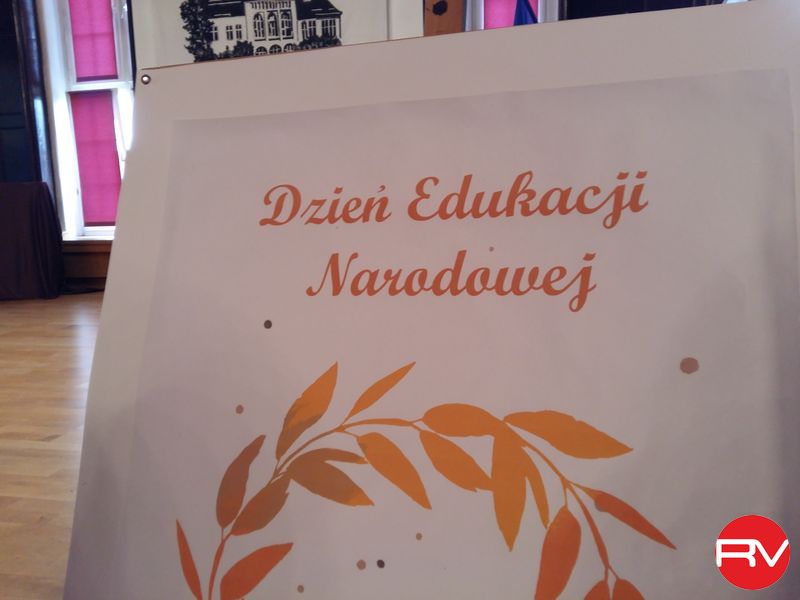 Dzień Edukacji
Narodowej
RV